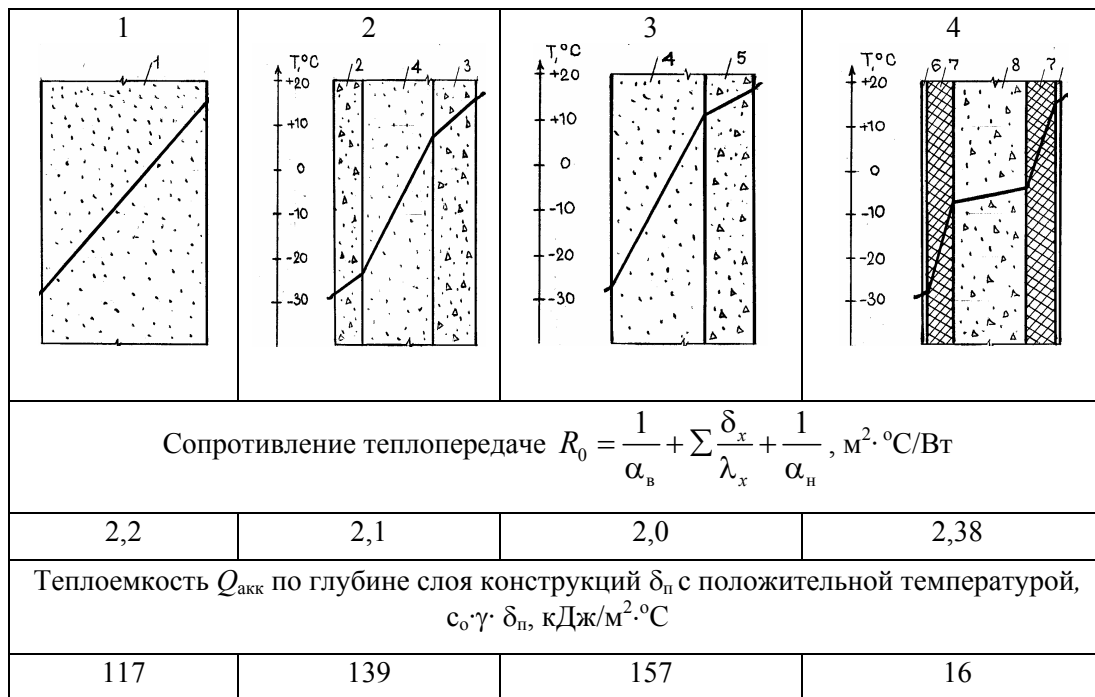 1 2 3 4
1
T,°C 2 4 3
+20
+10
0
-10
-20
-30
T,°C 4 5
+20
+10
0
-10
-20
-30
T,°C 6 7 8 7
+20
+10
0
-10
-20
-30
Сопротивление теплопередаче R₀ = 1/αв + Σ δₓ/λₓ + 1/αн , м²· °С/Вт
2,2 2,1 2,0 2,38
Теплоемкость Qакк по глубине слоя конструкций δп с положительной температурой,
со·γ· δп, кДж/м²·°С
117 139 157 16